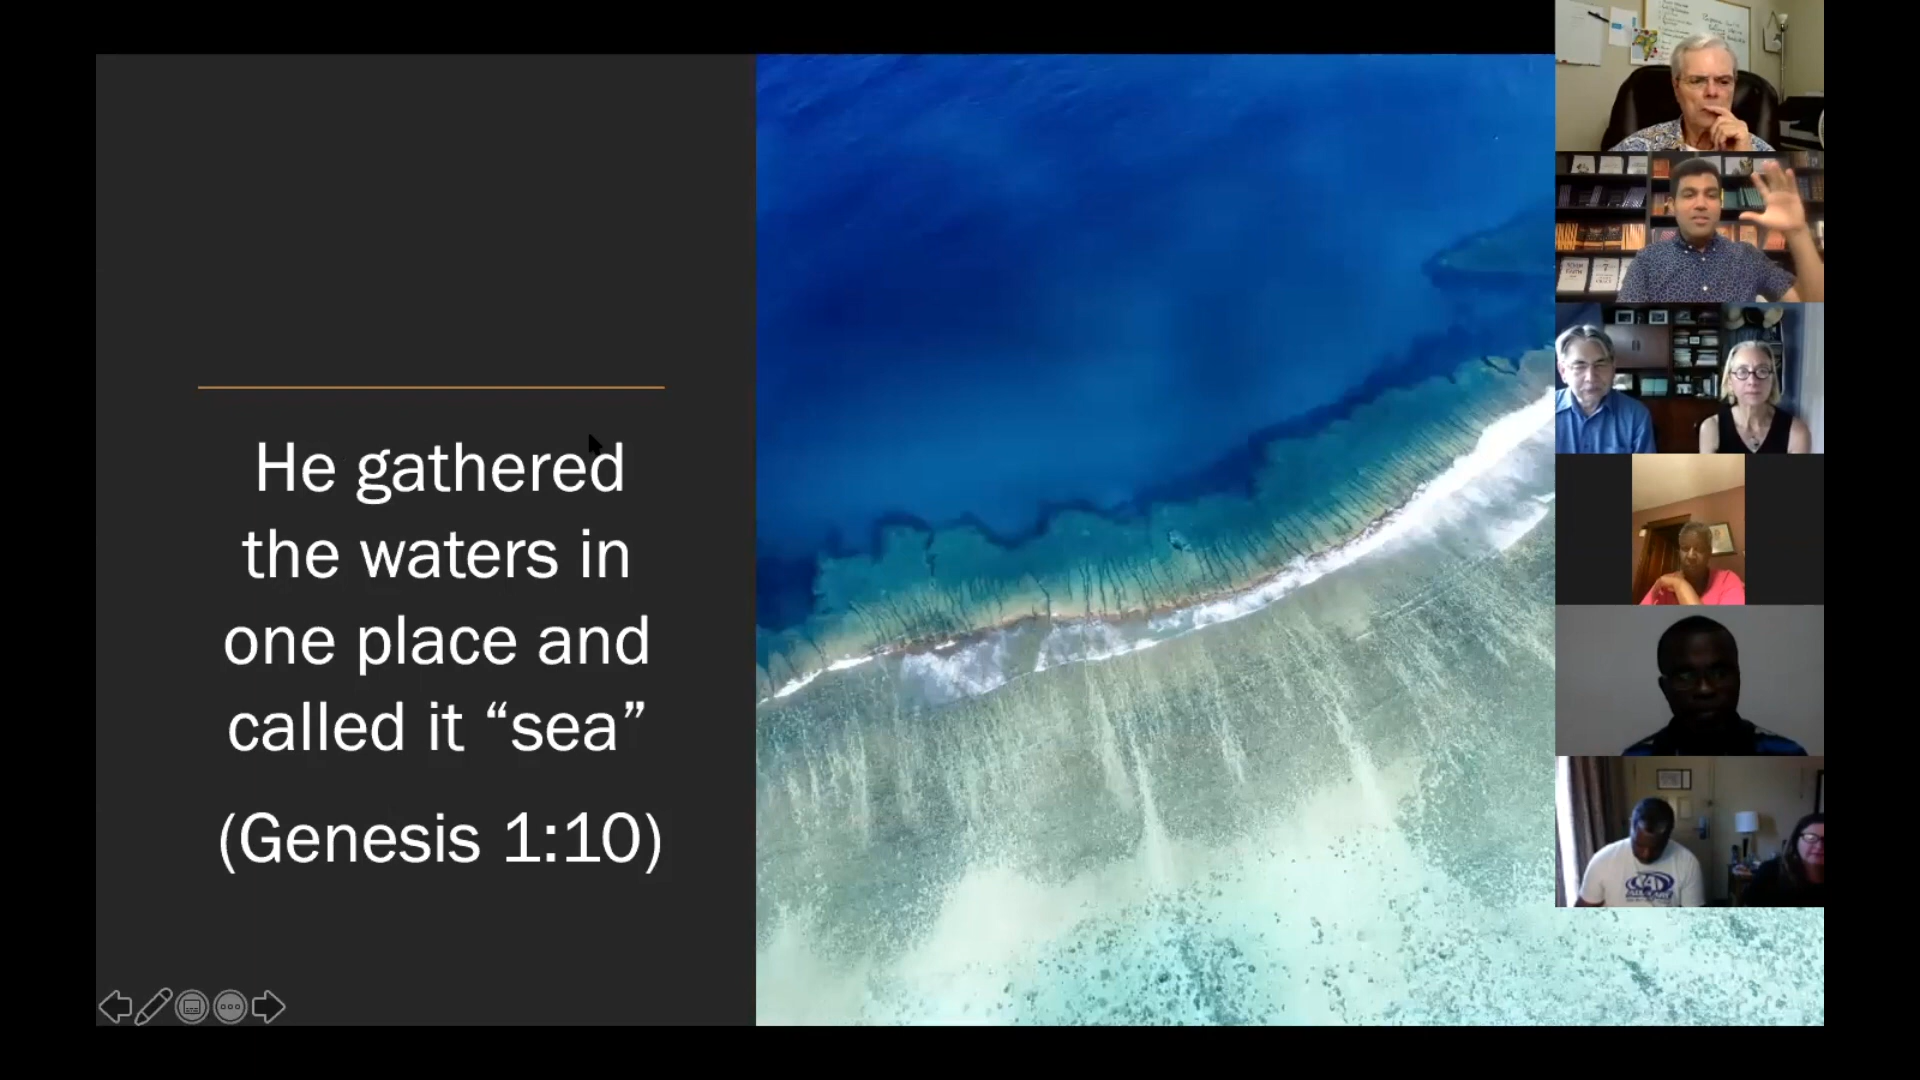 He gathered
the waters in
one place and
called it “sea”
(Genesis 1:10)